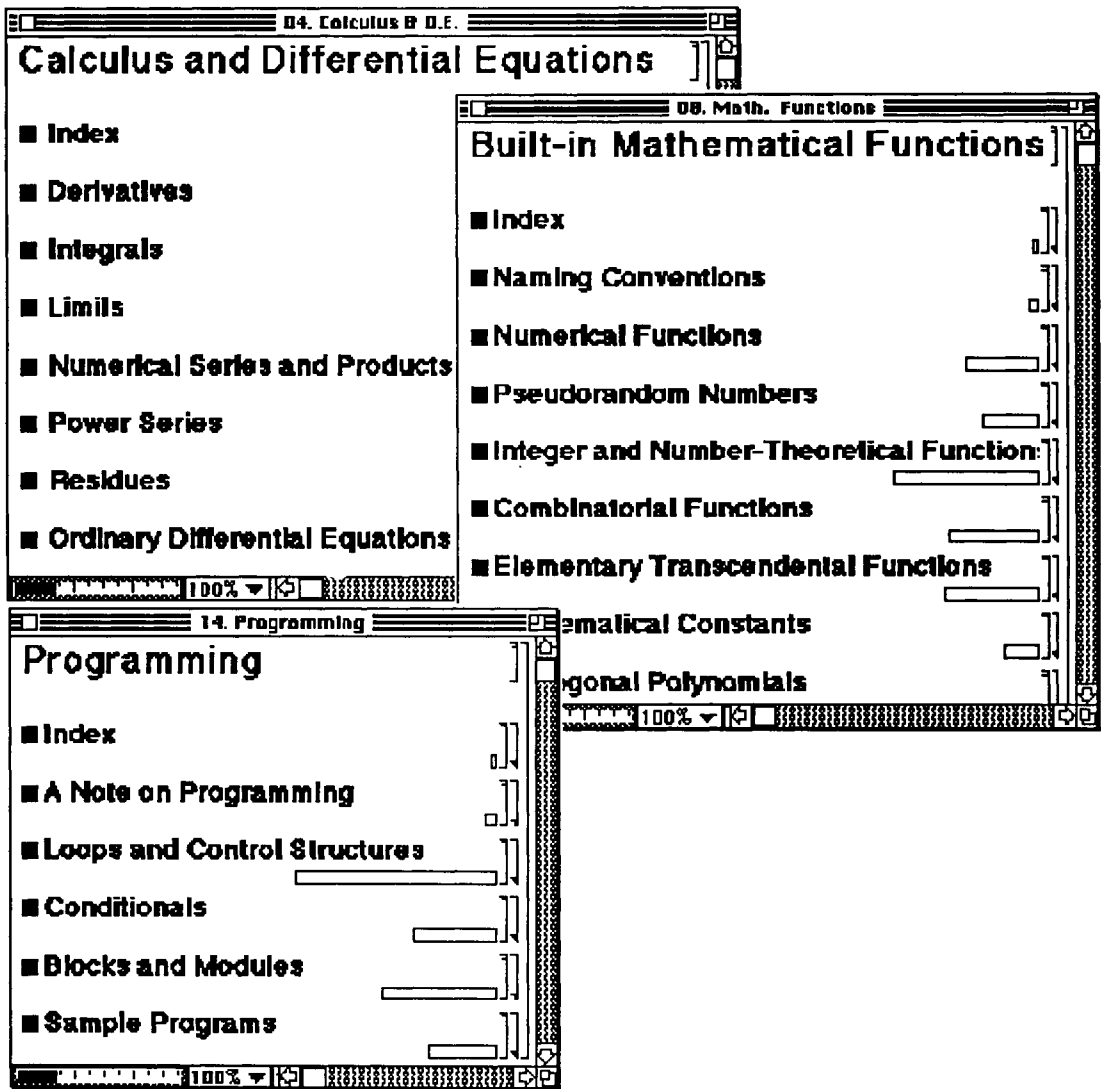 04. Calculus & D.E.
Calculus and Differential Equations
■ Index
■ Derivatives
■ Integrals
■ Limits
■ Numerical Series and Products
■ Power Series
■ Residues
■ Ordinary Differential Equations
100%
08. Math. Functions
Built-in Mathematical Functions
■ Index
■ Naming Conventions
■ Numerical Functions
■ Pseudorandom Numbers
■ Integer and Number-Theoretical Function
■ Combinatorial Functions
■ Elementary Transcendental Functions
ematical Constants
gonal Polynomials
100%
14. Programming
Programming
■ Index
■ A Note on Programming
■ Loops and Control Structures
■ Conditionals
■ Blocks and Modules
■ Sample Programs
100%